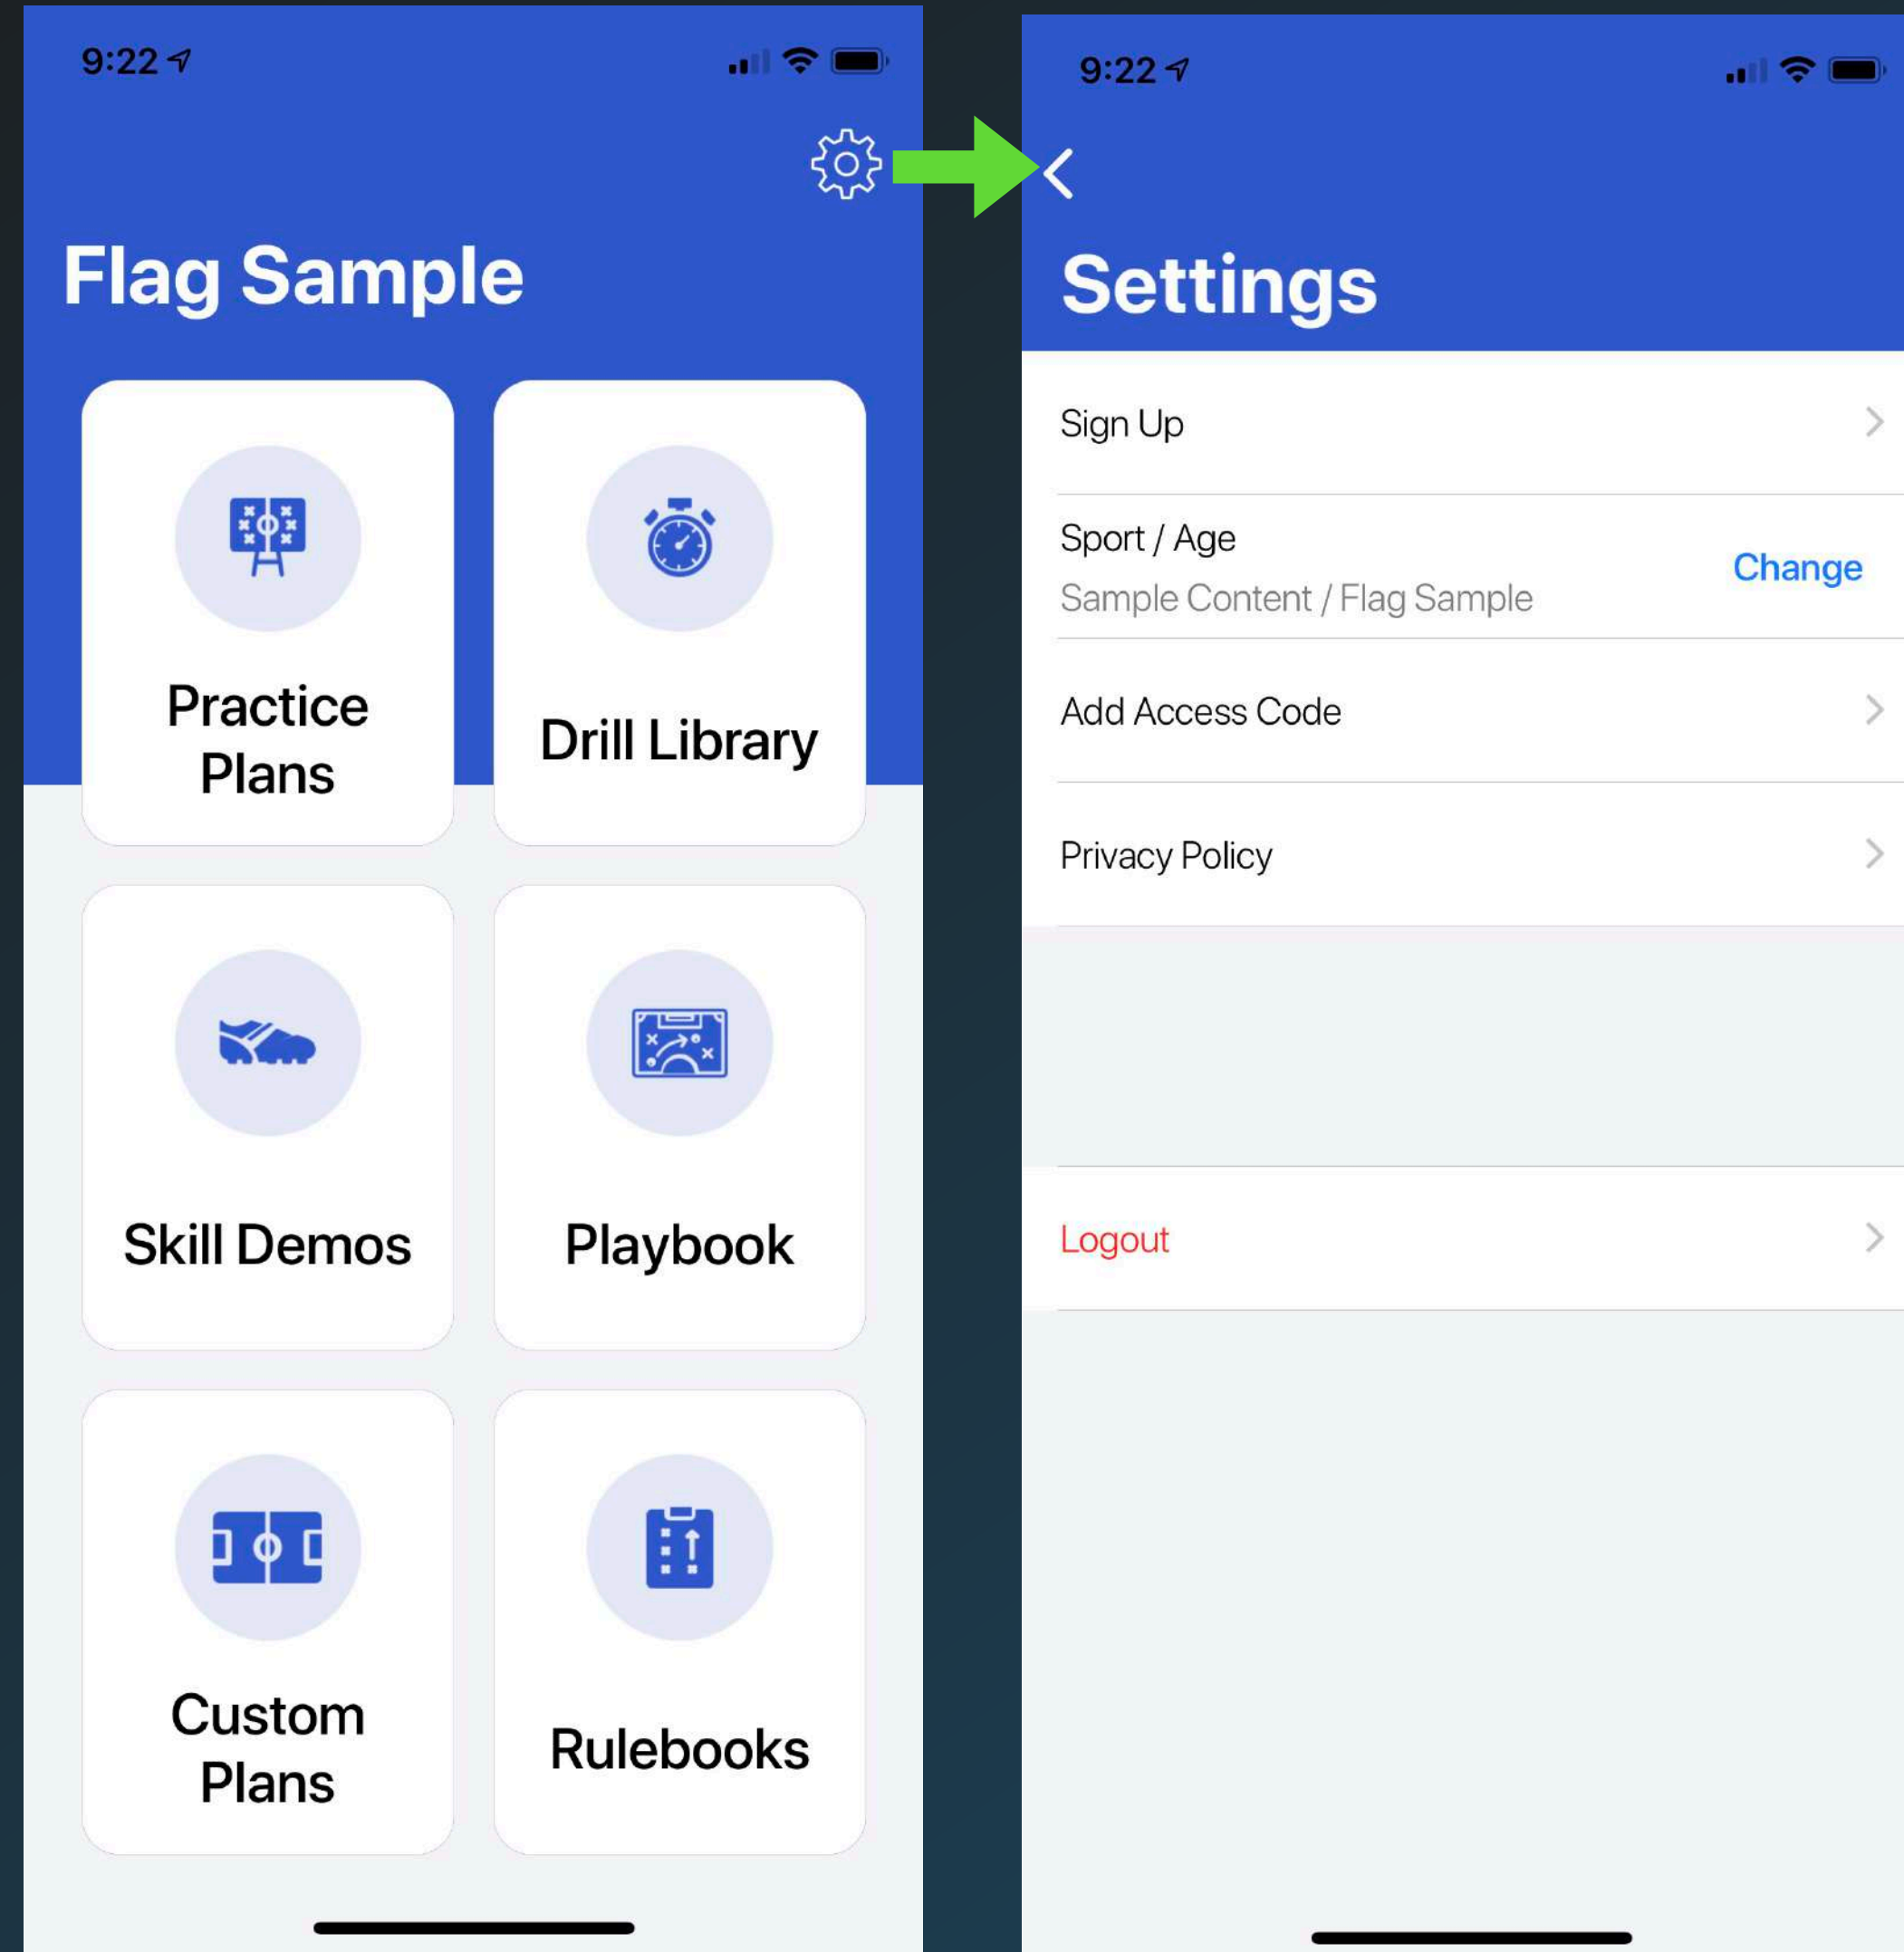 9:22
Flag Sample
Practice
Plans
Drill Library
Skill Demos
Playbook
Custom
Plans
Rulebooks
9:22
Settings
Sign Up
Sport / Age
Sample Content / Flag Sample
Change
Add Access Code
Privacy Policy
Logout